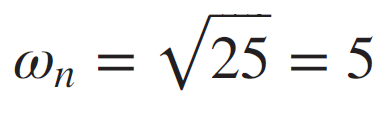 ωₙ = √25 = 5